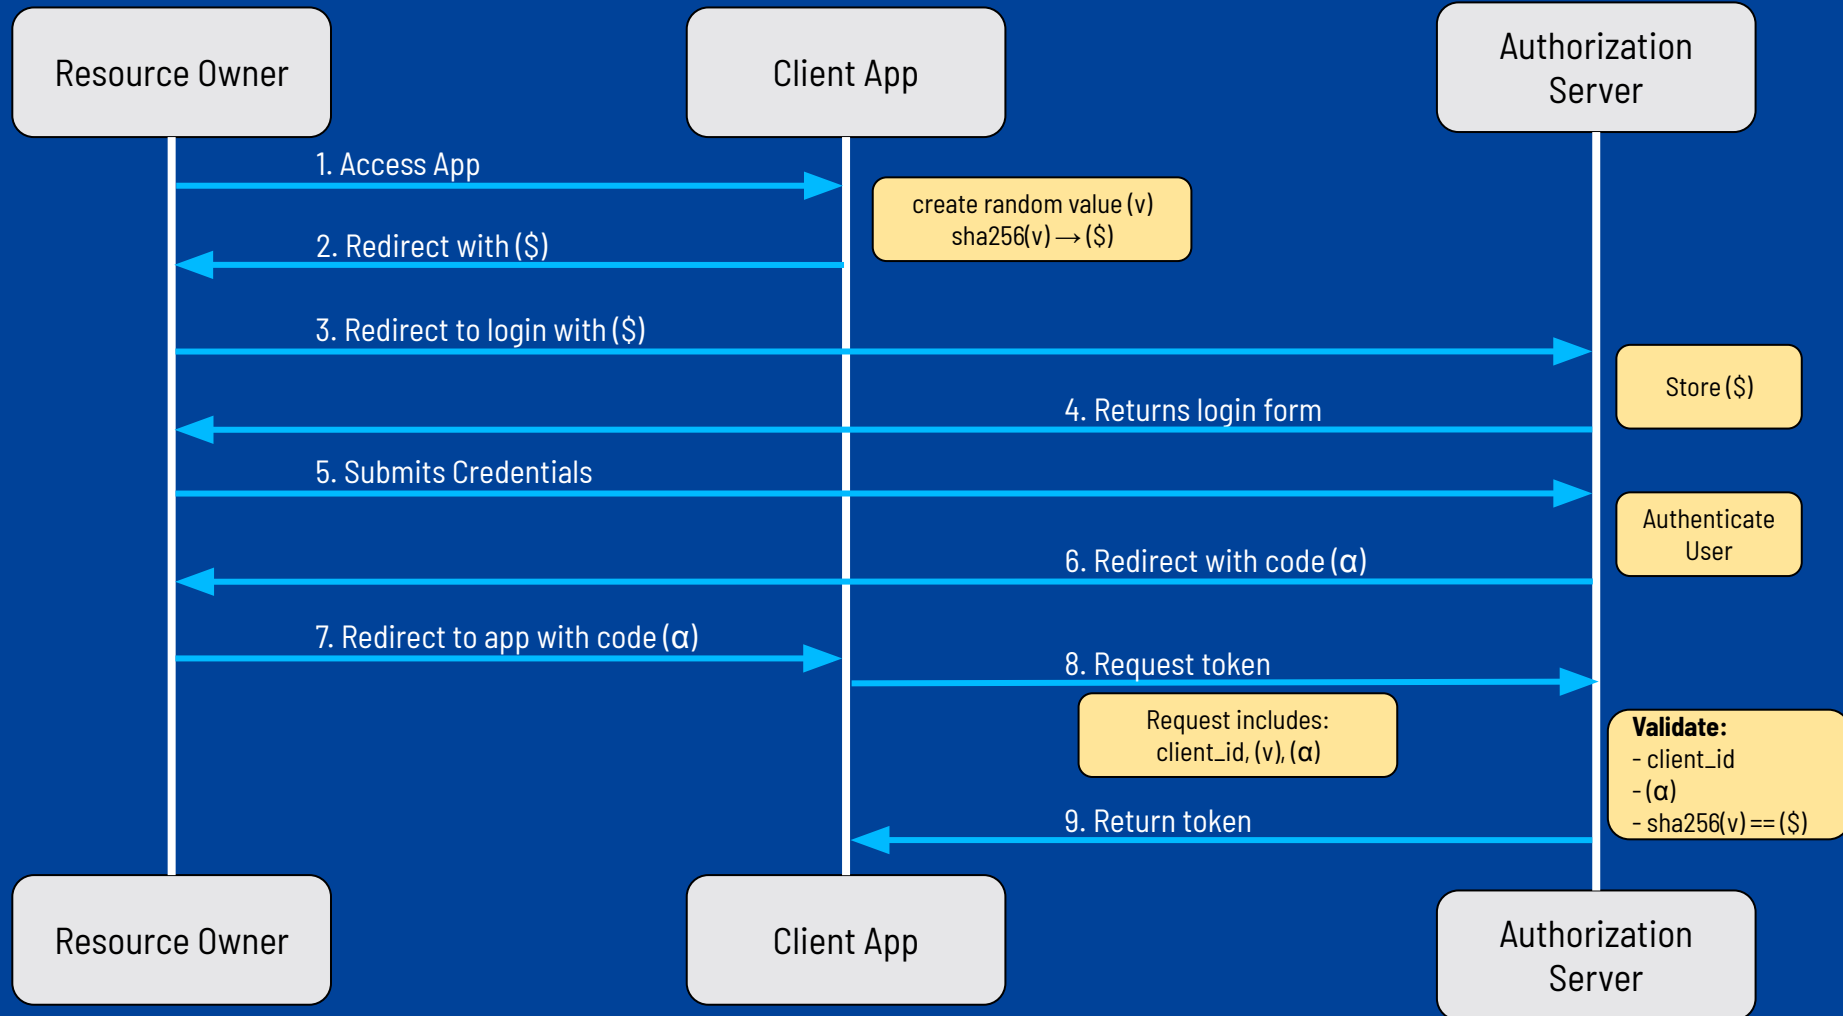 Resource Owner
Client App
Authorization
Server
1. Access App
create random value (v)
sha256(v) → ($)
2. Redirect with ($)
3. Redirect to login with ($)
Store ($)
4. Returns login form
5. Submits Credentials
Authenticate
User
6. Redirect with code (α)
7. Redirect to app with code (α)
8. Request token
Request includes:
client_id, (v), (α)
Validate:
- client_id
- (α)
- sha256(v) == ($)
9. Return token
Resource Owner
Client App
Authorization
Server